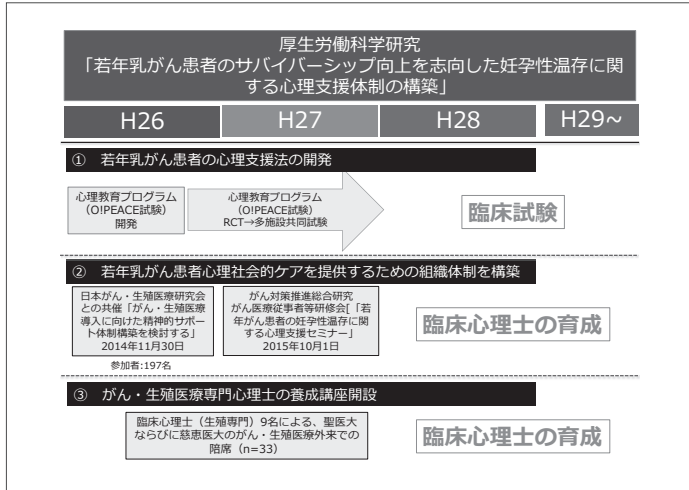 厚生労働科学研究
「若年乳がん患者のサバイバーシップ向上を志向した妊孕性温存に関
する心理支援体制の構築」
H26
H27
H28
H29~
① 若年乳がん患者の心理支援法の開発
心理教育プログラム
（O!PEACE試験）
開発
心理教育プログラム
（O!PEACE試験）
RCT→多施設共同試験
臨床試験
② 若年乳がん患者心理社会的ケアを提供するための組織体制を構築
日本がん・生殖医療研究会
との共催「がん・生殖医療
導入に向けた精神的サポー
ト体制構築を検討する」
2014年11月30日
参加者:197名
がん対策推進総合研究
がん医療従事者等研修会[「若
年がん患者の妊孕性温存に関
する心理支援セミナー」
2015年10月1日
臨床心理士の育成
③ がん・生殖医療専門心理士の養成講座開設
臨床心理士（生殖専門）9名による、聖医大
ならびに慈恵医大のがん・生殖医療外来での
陪席（n=33）
臨床心理士の育成